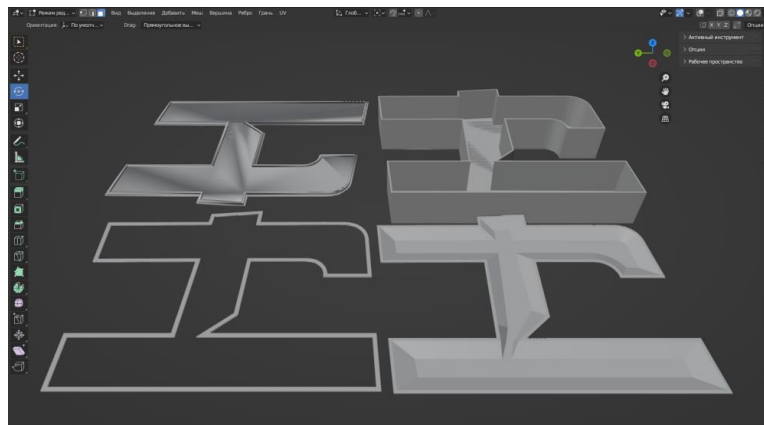 Режим ред... Вид Выделение Добавить Меш Вершина Ребро Грань UV Глоб...
Ориентация: По умолч... Drag: Прямоугольное вы... X Y Z Опции
Активный инструмент
Опции
Рабочее пространство
Z
Y